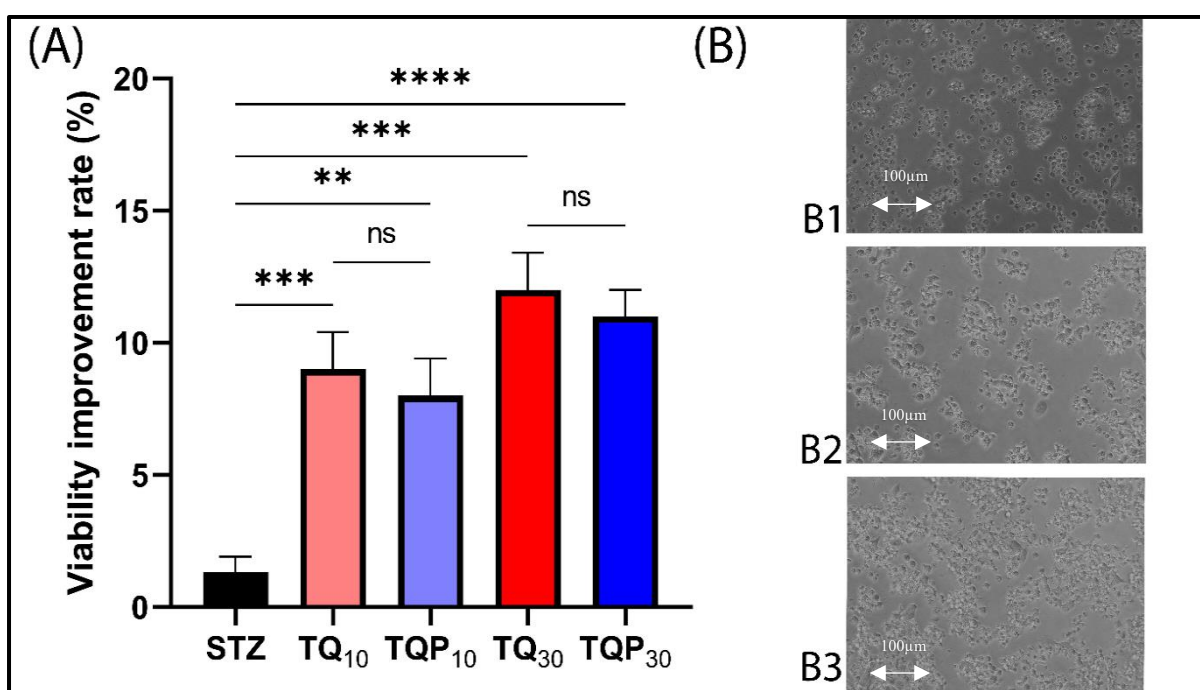 (A)
Viability improvement rate (%)
20
15
10
5
0
****
***
**
ns
***
ns
STZ TQ₁₀ TQP₁₀ TQ₃₀ TQP₃₀
(B)
100µm
B1
100µm
B2
100µm
B3